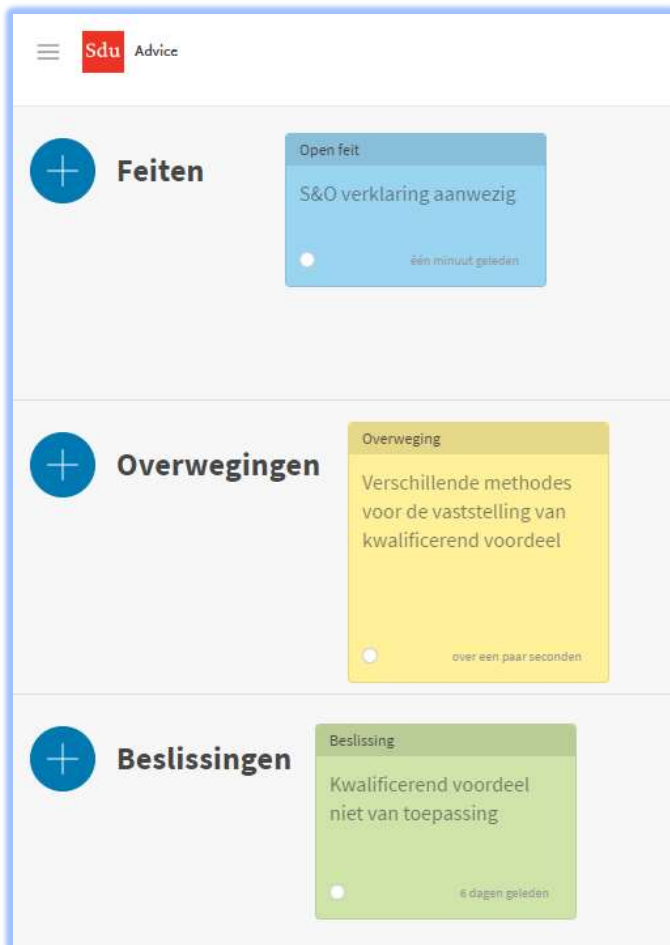 Sdu Advice
Feiten
Open feit
S&O verklaring aanwezig
één minuut geleden
Overwegingen
Overweging
Verschillende methodes
voor de vaststelling van
kwalificerend voordeel
over een paar seconden
Beslissingen
Beslissing
Kwalificerend voordeel
niet van toepassing
6 dagen geleden